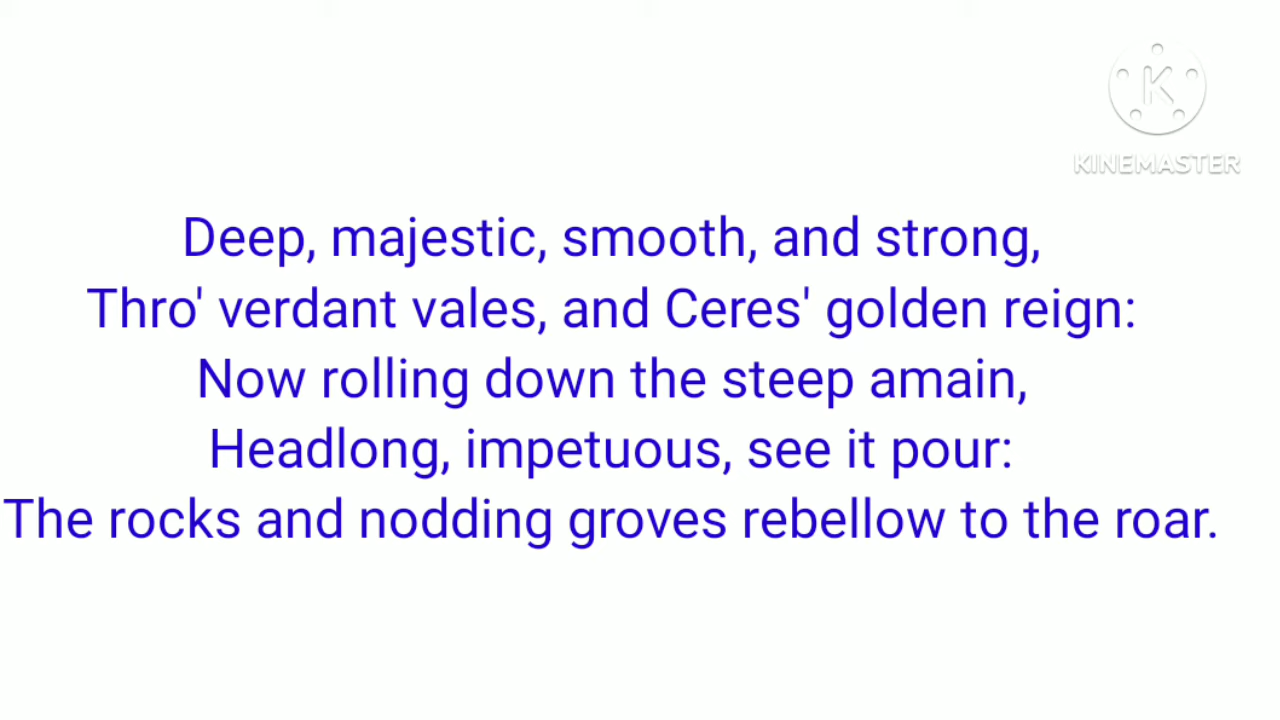 KINEMASTER
Deep, majestic, smooth, and strong,
Thro' verdant vales, and Ceres' golden reign:
Now rolling down the steep amain,
Headlong, impetuous, see it pour:
The rocks and nodding groves rebellow to the roar.